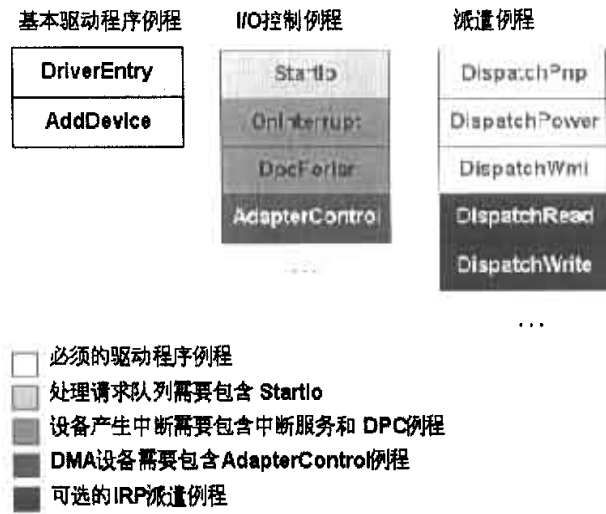 基本驱动程序例程
I/O控制例程
派遣例程
DriverEntry
AddDevice
StartIo
OnInterrupt
DpcForIsr
AdapterControl
...
DispatchPnp
DispatchPower
DispatchWmi
DispatchRead
DispatchWrite
...
必须的驱动程序例程
处理请求队列需要包含 StartIo
设备产生中断需要包含中断服务和 DPC例程
DMA设备需要包含AdapterControl例程
可选的IRP派遣例程